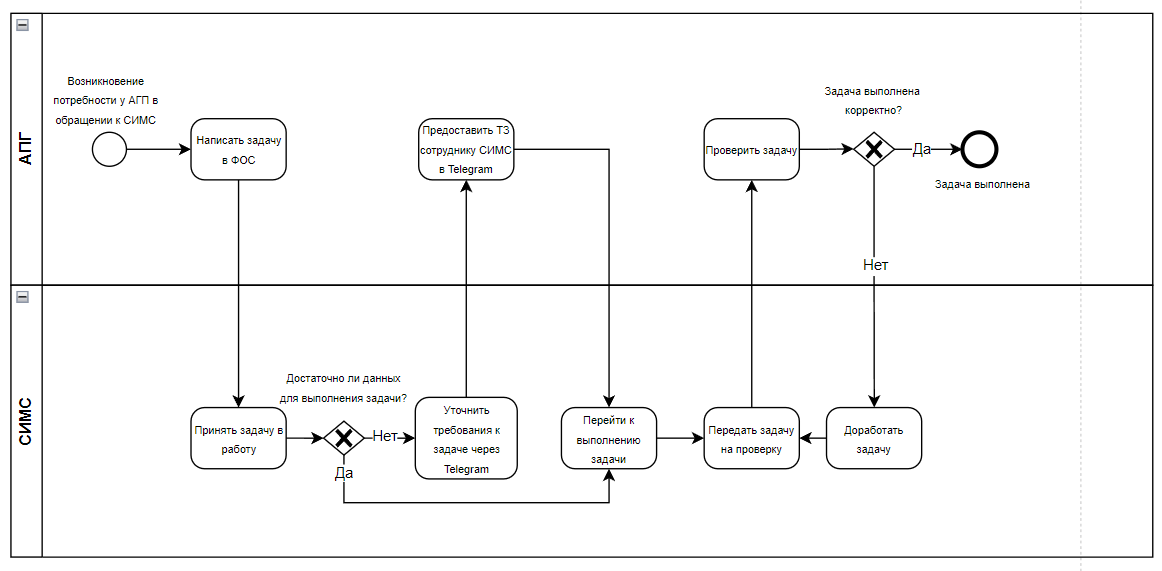 АПГ
Возникновение
потребности у АГП в
обращении к СИМС
Написать задачу
в ФОС
Предоставить ТЗ
сотруднику СИМС
в Telegram
Проверить задачу
Задача выполнена
корректно?
Да
Задача выполнена
Нет
СИМС
Принять задачу в
работу
Достаточно ли данных
для выполнения задачи?
Нет
Да
Уточнить
требования к
задаче через
Telegram
Перейти к
выполнению
задачи
Передать задачу
на проверку
Доработать
задачу